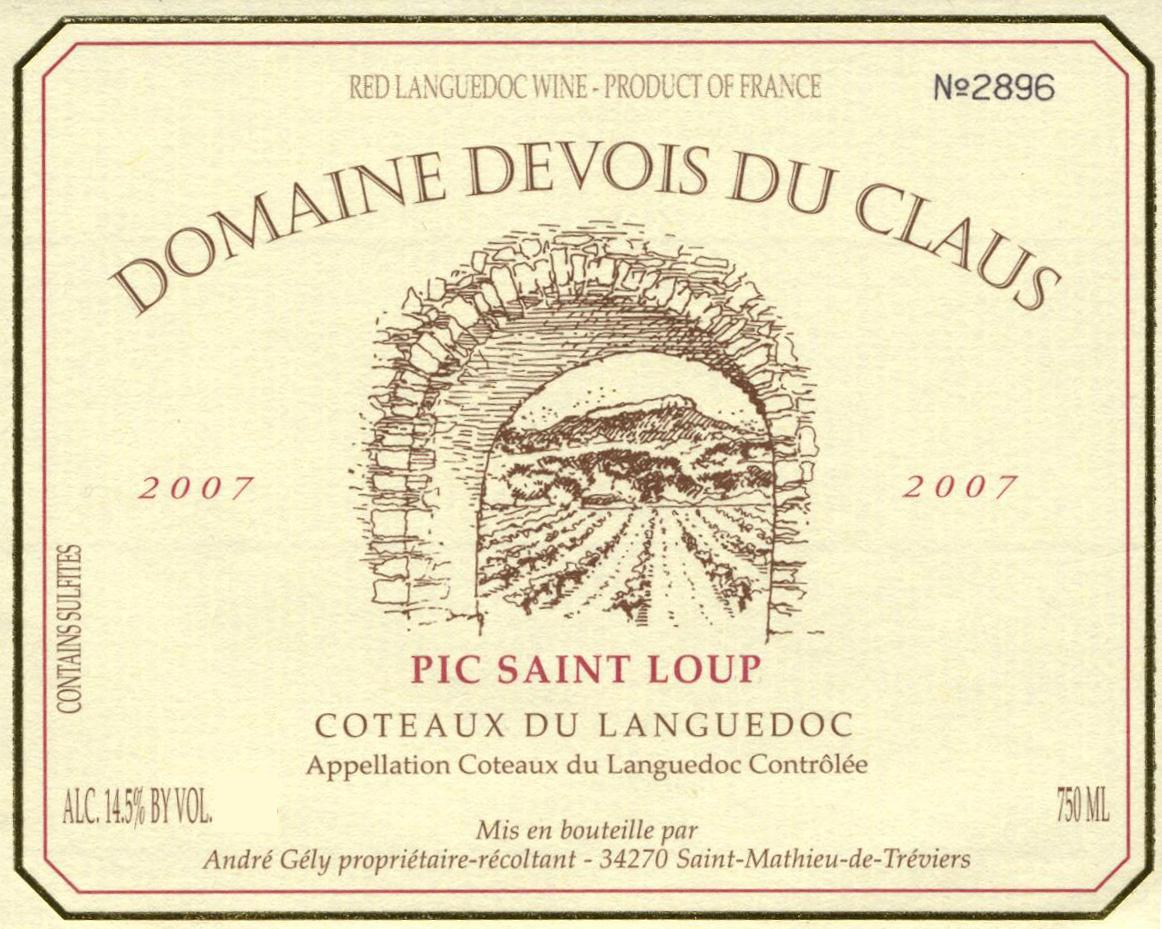 RED LANGUEDOC WINE - PRODUCT OF FRANCE
Nº2896
DOMAINE DEVOIS DU CLAUS
2007
2007
CONTAINS SULFITES
PIC SAINT LOUP
COTEAUX DU LANGUEDOC
Appellation Coteaux du Languedoc Contrôlée
ALC. 14.5% BY VOL.
750 ML
Mis en bouteille par
André Gély propriétaire-récoltant - 34270 Saint-Mathieu-de-Tréviers